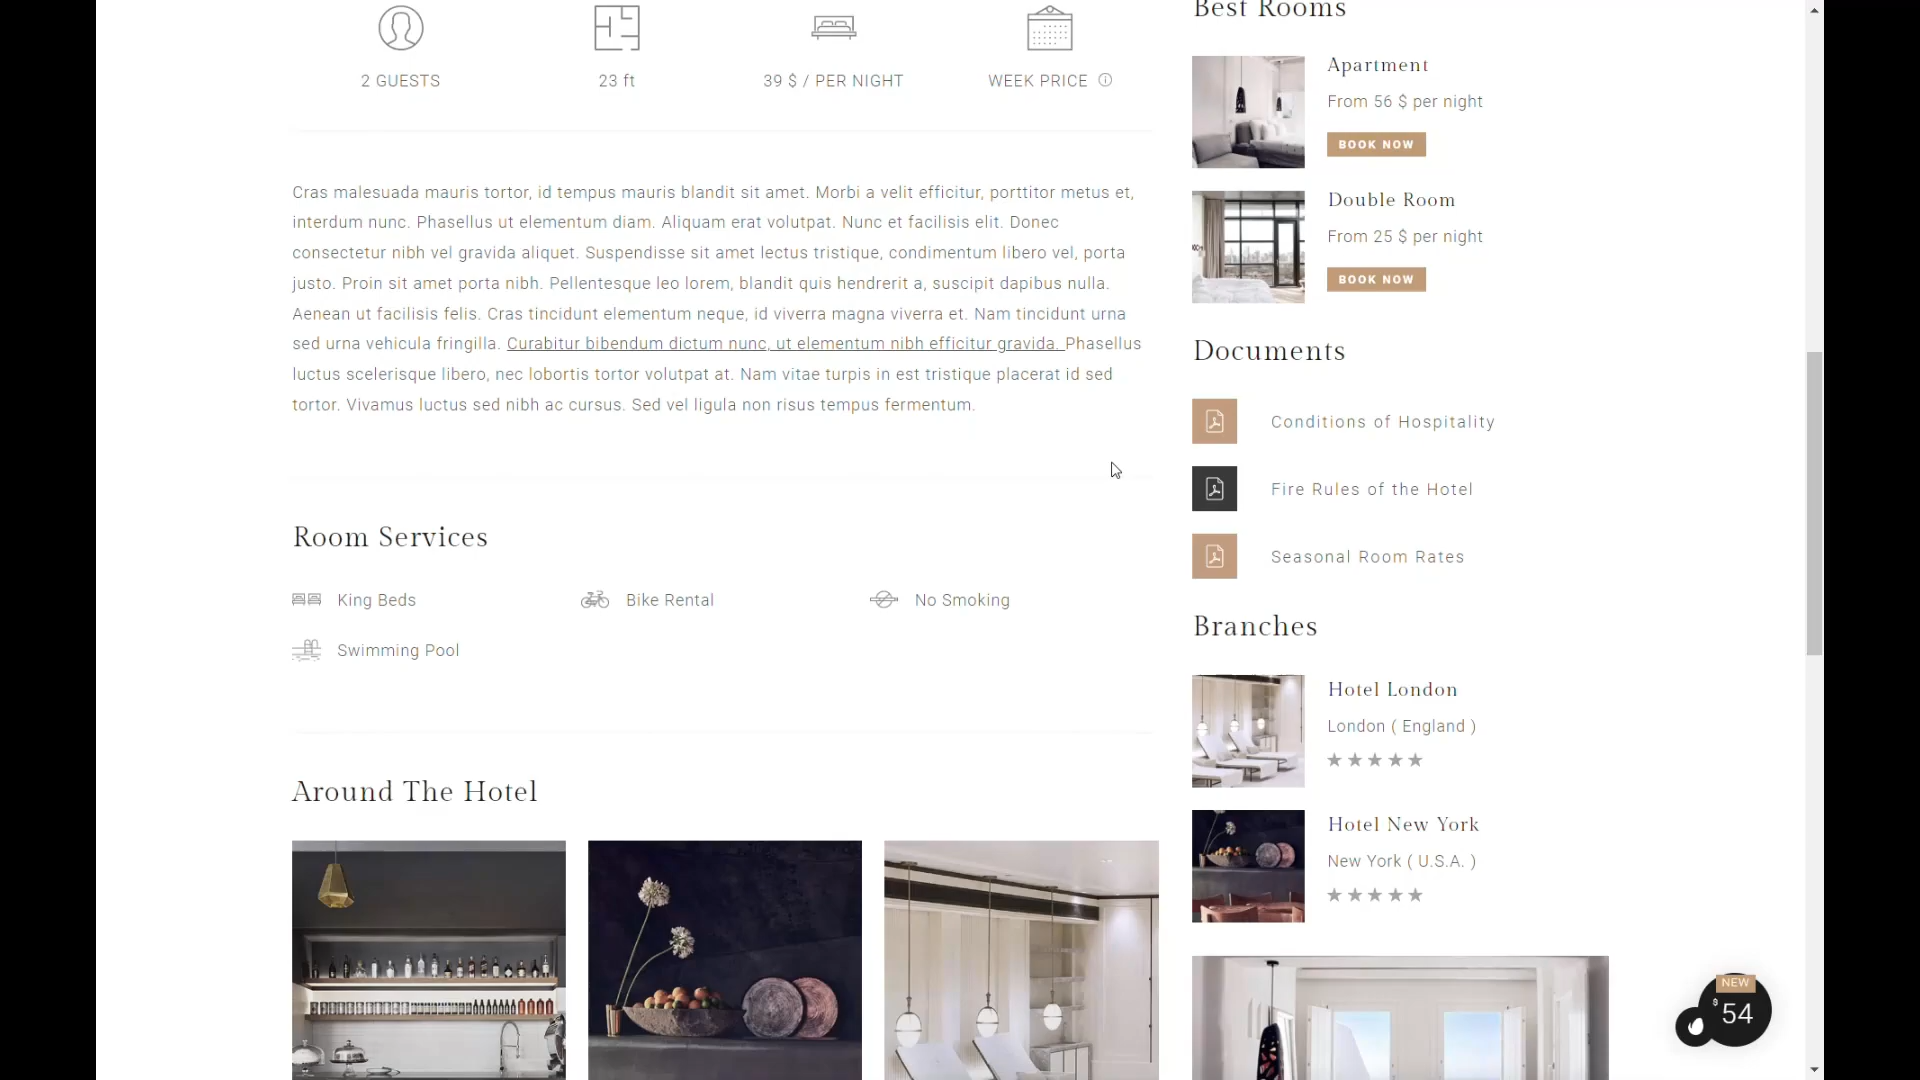 2 GUESTS
23 ft
39 $ / PER NIGHT
WEEK PRICE
Cras malesuada mauris tortor, id tempus mauris blandit sit amet. Morbi a velit efficitur, porttitor metus et,
interdum nunc. Phasellus ut elementum diam. Aliquam erat volutpat. Nunc et facilisis elit. Donec
consectetur nibh vel gravida aliquet. Suspendisse sit amet lectus tristique, condimentum libero vel, porta
justo. Proin sit amet porta nibh. Pellentesque leo lorem, blandit quis hendrerit a, suscipit dapibus nulla.
Aenean ut facilisis felis. Cras tincidunt elementum neque, id viverra magna viverra et. Nam tincidunt urna
sed urna vehicula fringilla. Curabitur bibendum dictum nunc, ut elementum nibh efficitur gravida. Phasellus
luctus scelerisque libero, nec lobortis tortor volutpat at. Nam vitae turpis in est tristique placerat id sed
tortor. Vivamus luctus sed nibh ac cursus. Sed vel ligula non risus tempus fermentum.
Room Services
King Beds
Bike Rental
No Smoking
Swimming Pool
Around The Hotel
Best Rooms
Apartment
From 56 $ per night
BOOK NOW
Double Room
From 25 $ per night
BOOK NOW
Documents
Conditions of Hospitality
Fire Rules of the Hotel
Seasonal Room Rates
Branches
Hotel London
London ( England )
Hotel New York
New York ( U.S.A. )
NEW
$ 54